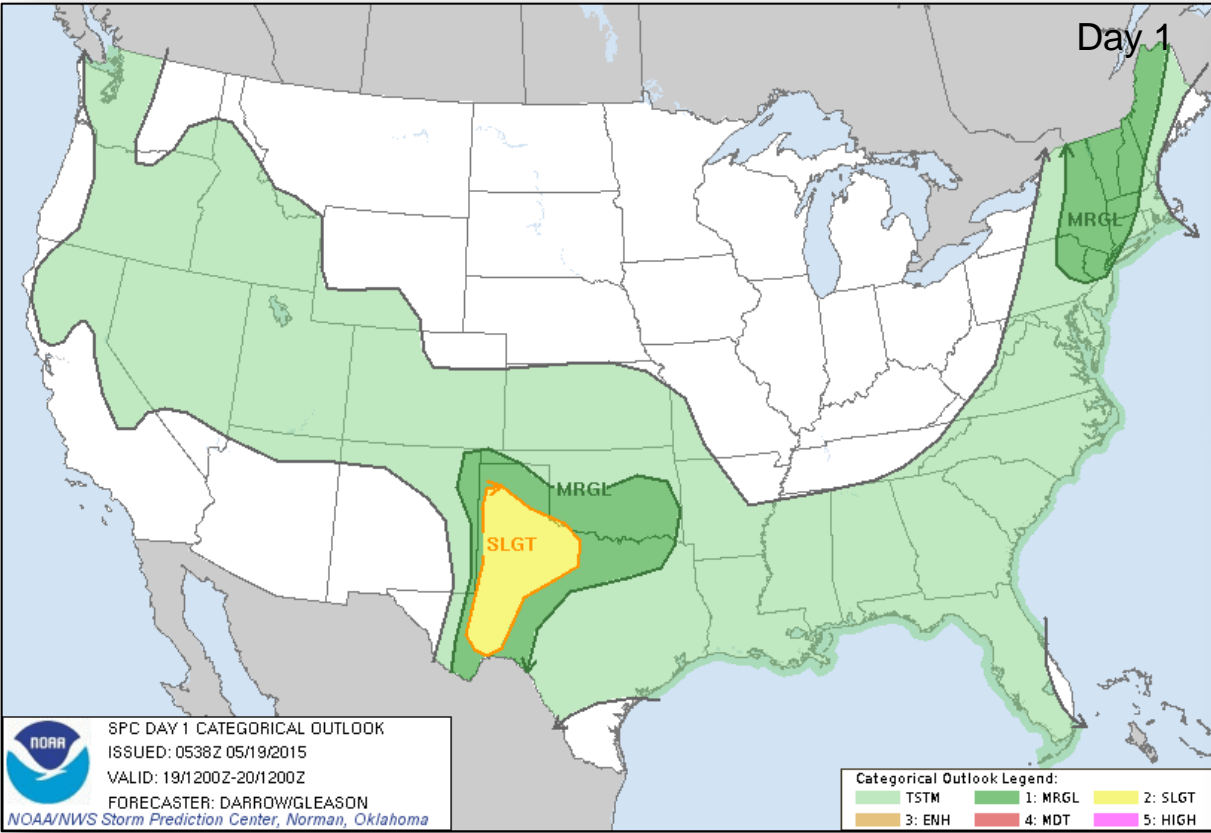 Day 1
MRGL
MRGL
SLGT
NOAA
SPC DAY 1 CATEGORICAL OUTLOOK
ISSUED: 0538Z 05/19/2015
VALID: 19/1200Z-20/1200Z
FORECASTER: DARROW/GLEASON
NOAA/NWS Storm Prediction Center, Norman, Oklahoma
Categorical Outlook Legend:
TSTM 1: MRGL 2: SLGT
3: ENH 4: MDT 5: HIGH